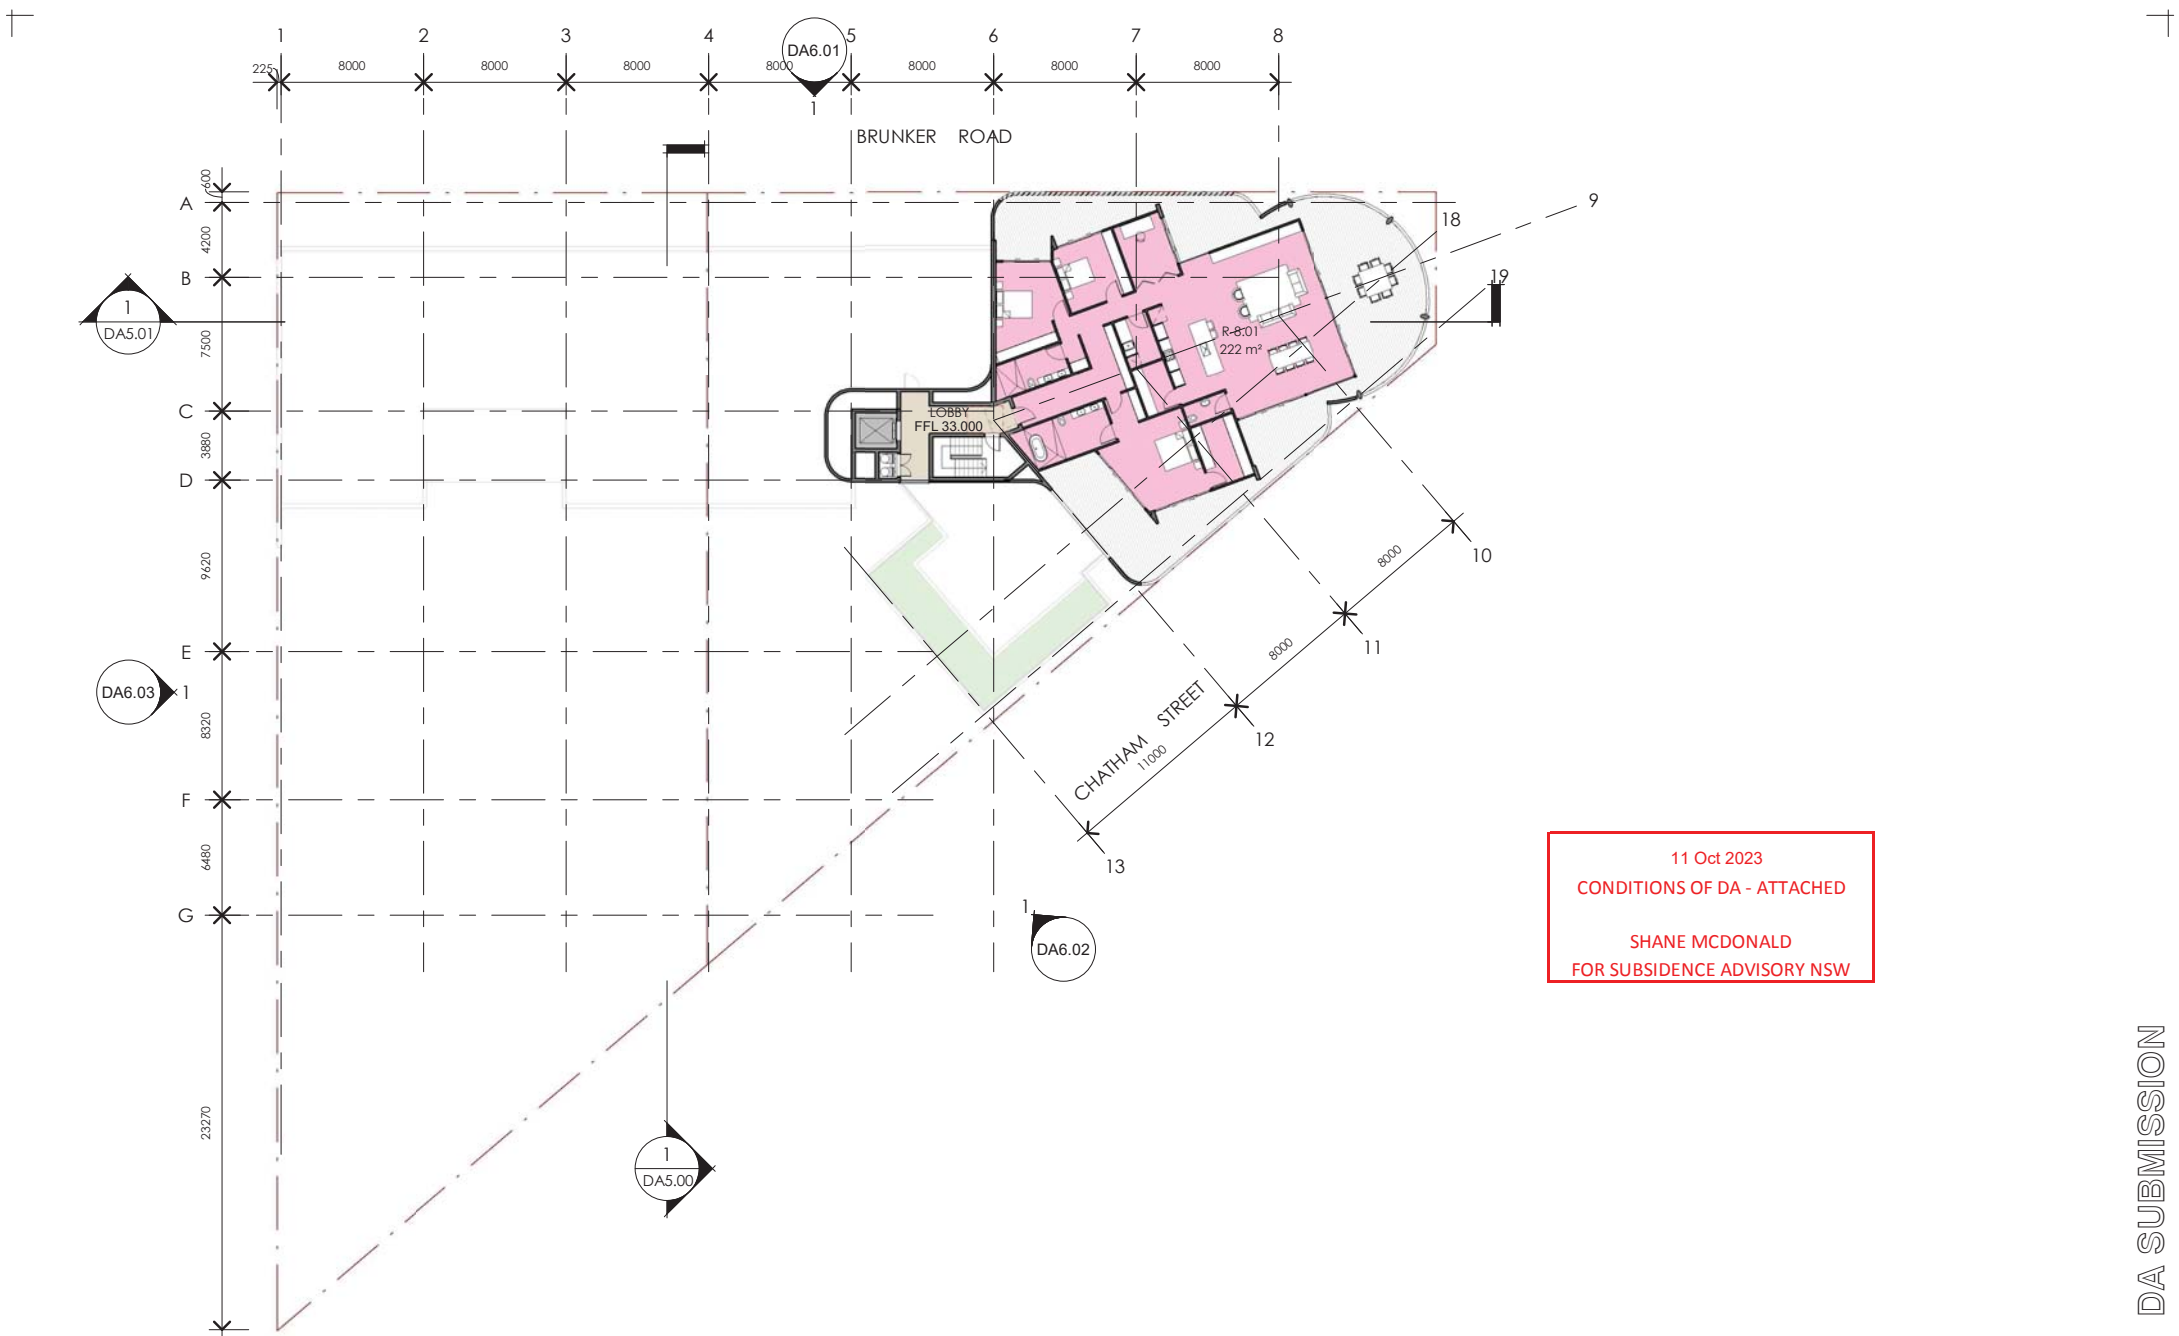 1
2
3
4
5
6
7
8
DA6.01
1
225
8000
8000
8000
8000
8000
8000
8000
BRUNKER ROAD
600
A
4200
B
7500
C
3880
D
9620
E
8320
F
6480
G
23270
9
18
19
1
DA5.01
R-8.01
222 m²
LOBBY
FFL 33.000
8000
10
8000
11
CHATHAM STREET
11000
12
13
DA6.03
1
1
DA6.02
1
DA5.00
11 Oct 2023
CONDITIONS OF DA - ATTACHED
SHANE MCDONALD
FOR SUBSIDENCE ADVISORY NSW
DA SUBMISSION